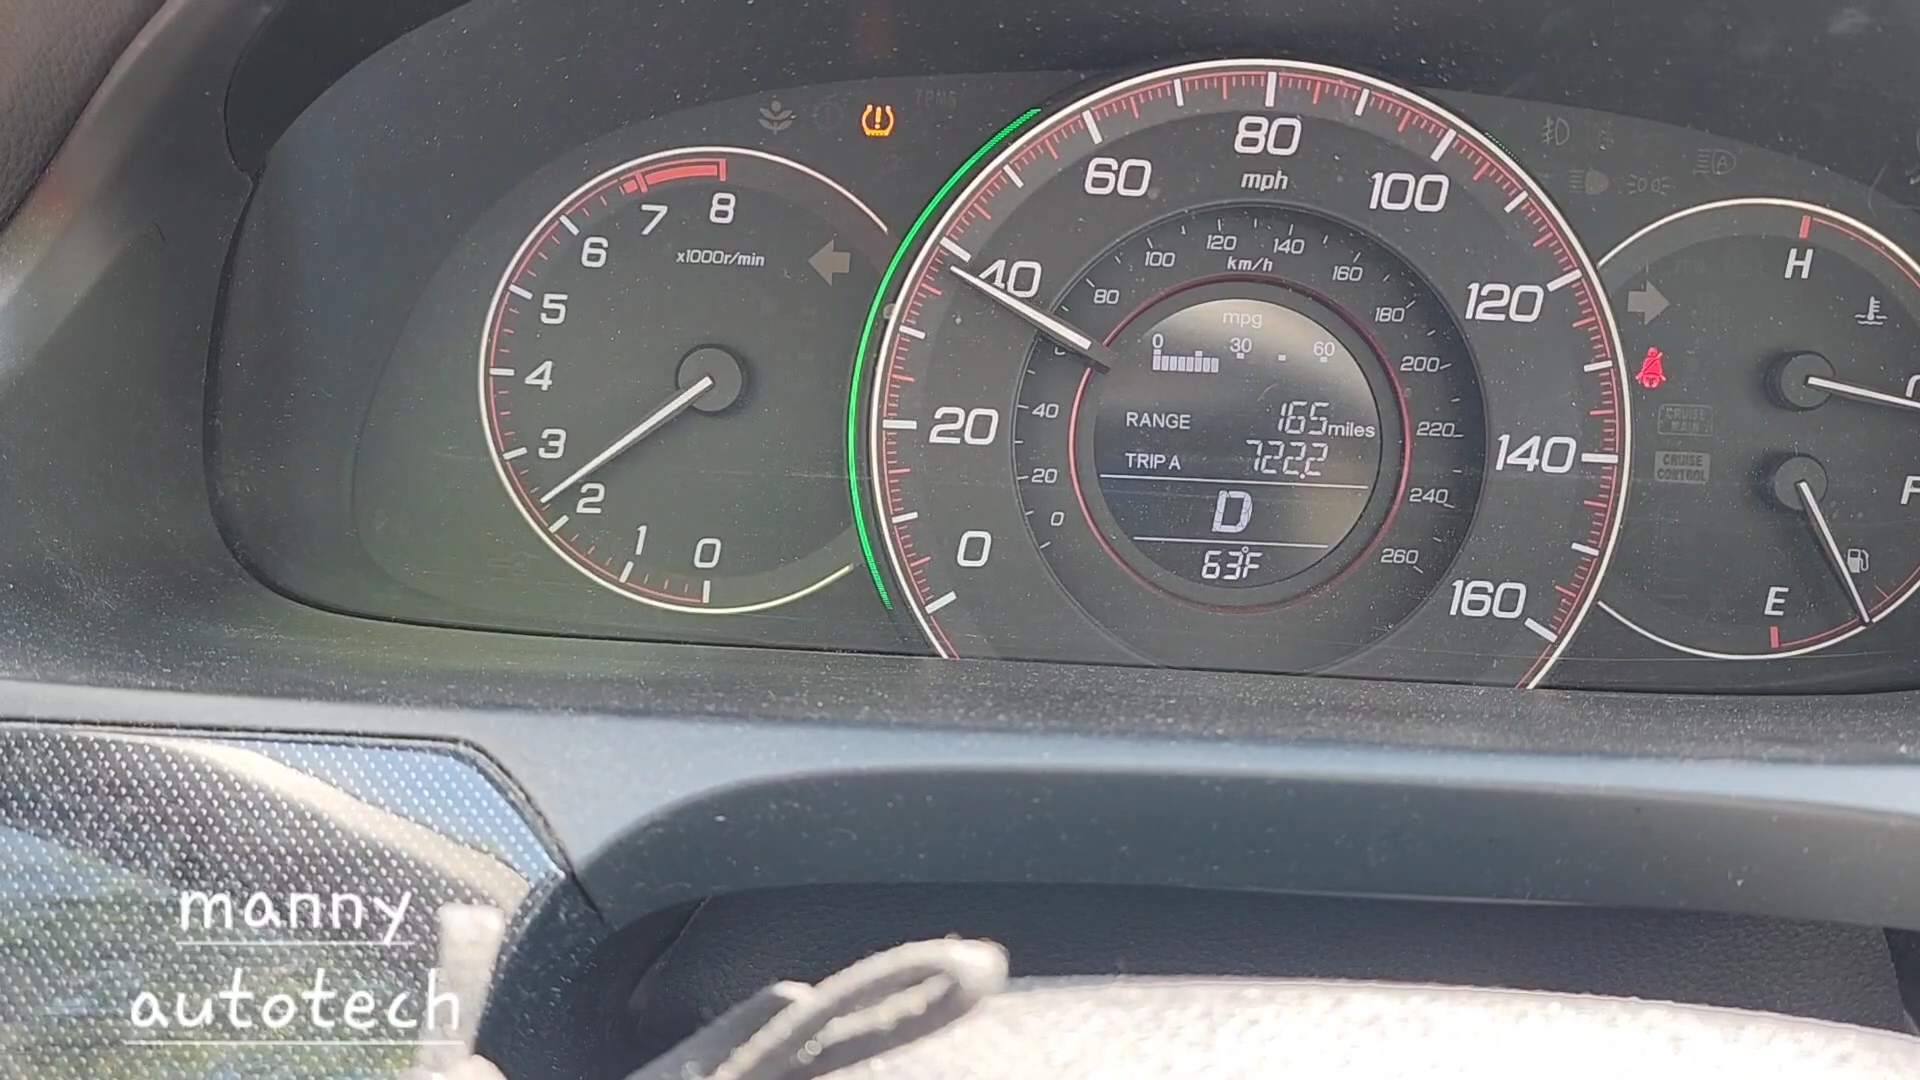 TPMS
8
7
6
5
4
3
2
1
0
x1000r/min
0
20
40
60
80
100
120
140
160
mph
0
20
40
80
100
120
140
160
180
200
220
240
260
km/h
mpg
0 30 60
RANGE 165 miles
TRIP A 722.2
D
63°F
H
CRUISE
MAIN
CRUISE
CONTROL
F
E
manny
autotech